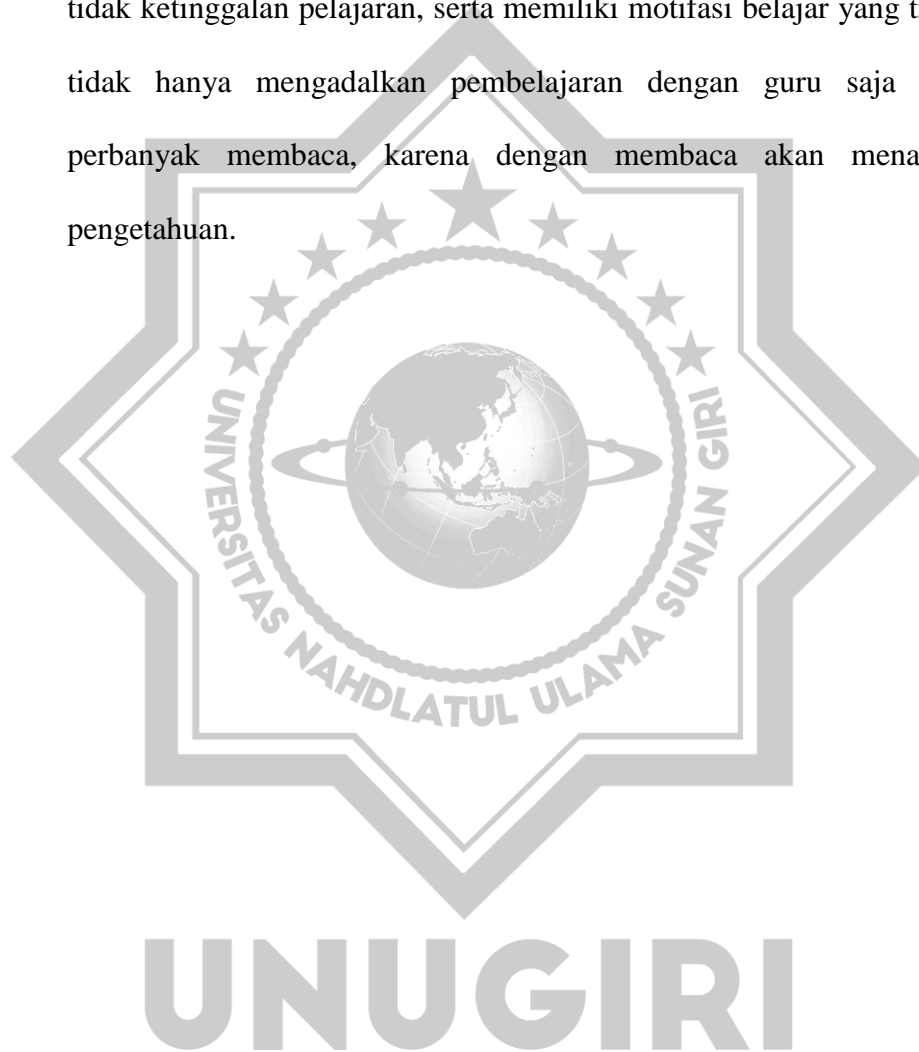 tidak ketinggalan pelajaran, serta memiliki motifasi belajar yang
tidak hanya mengadalkan pembelajaran dengan guru saja
perbanyak membaca, karena dengan membaca akan
pengetahuan.
UNIVERSITAS NAHDLATUL ULAMA SUNAN GIRI
UNUGIRI